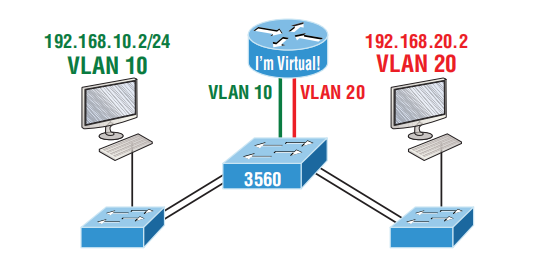 192.168.10.2/24
VLAN 10
I'm Virtual!
192.168.20.2
VLAN 20
VLAN 10
VLAN 20
3560